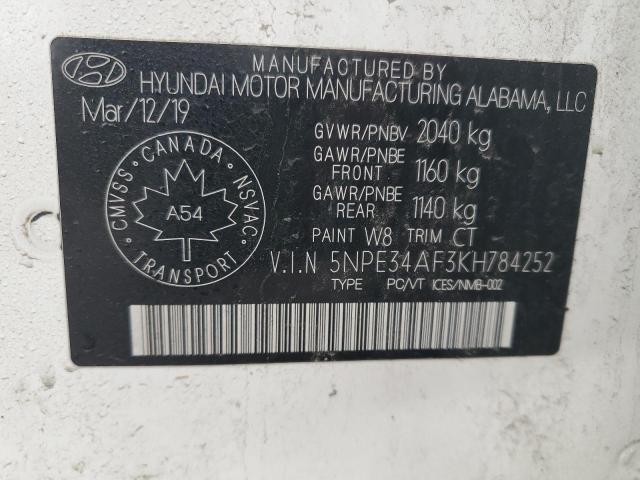 MANUFACTURED BY
HYUNDAI MOTOR MANUFACTURING ALABAMA, LLC
Mar/12/19
GVWR/PNBV 2040 kg
GAWR/PNBE
FRONT 1160 kg
GAWR/PNBE
REAR 1140 kg
PAINT W8 TRIM CT
V.I.N 5NPE34AF3KH784252
TYPE PC/VT ICES/NMB-002
CANADA
CMVSS
NSVAC
A54
TRANSPORT